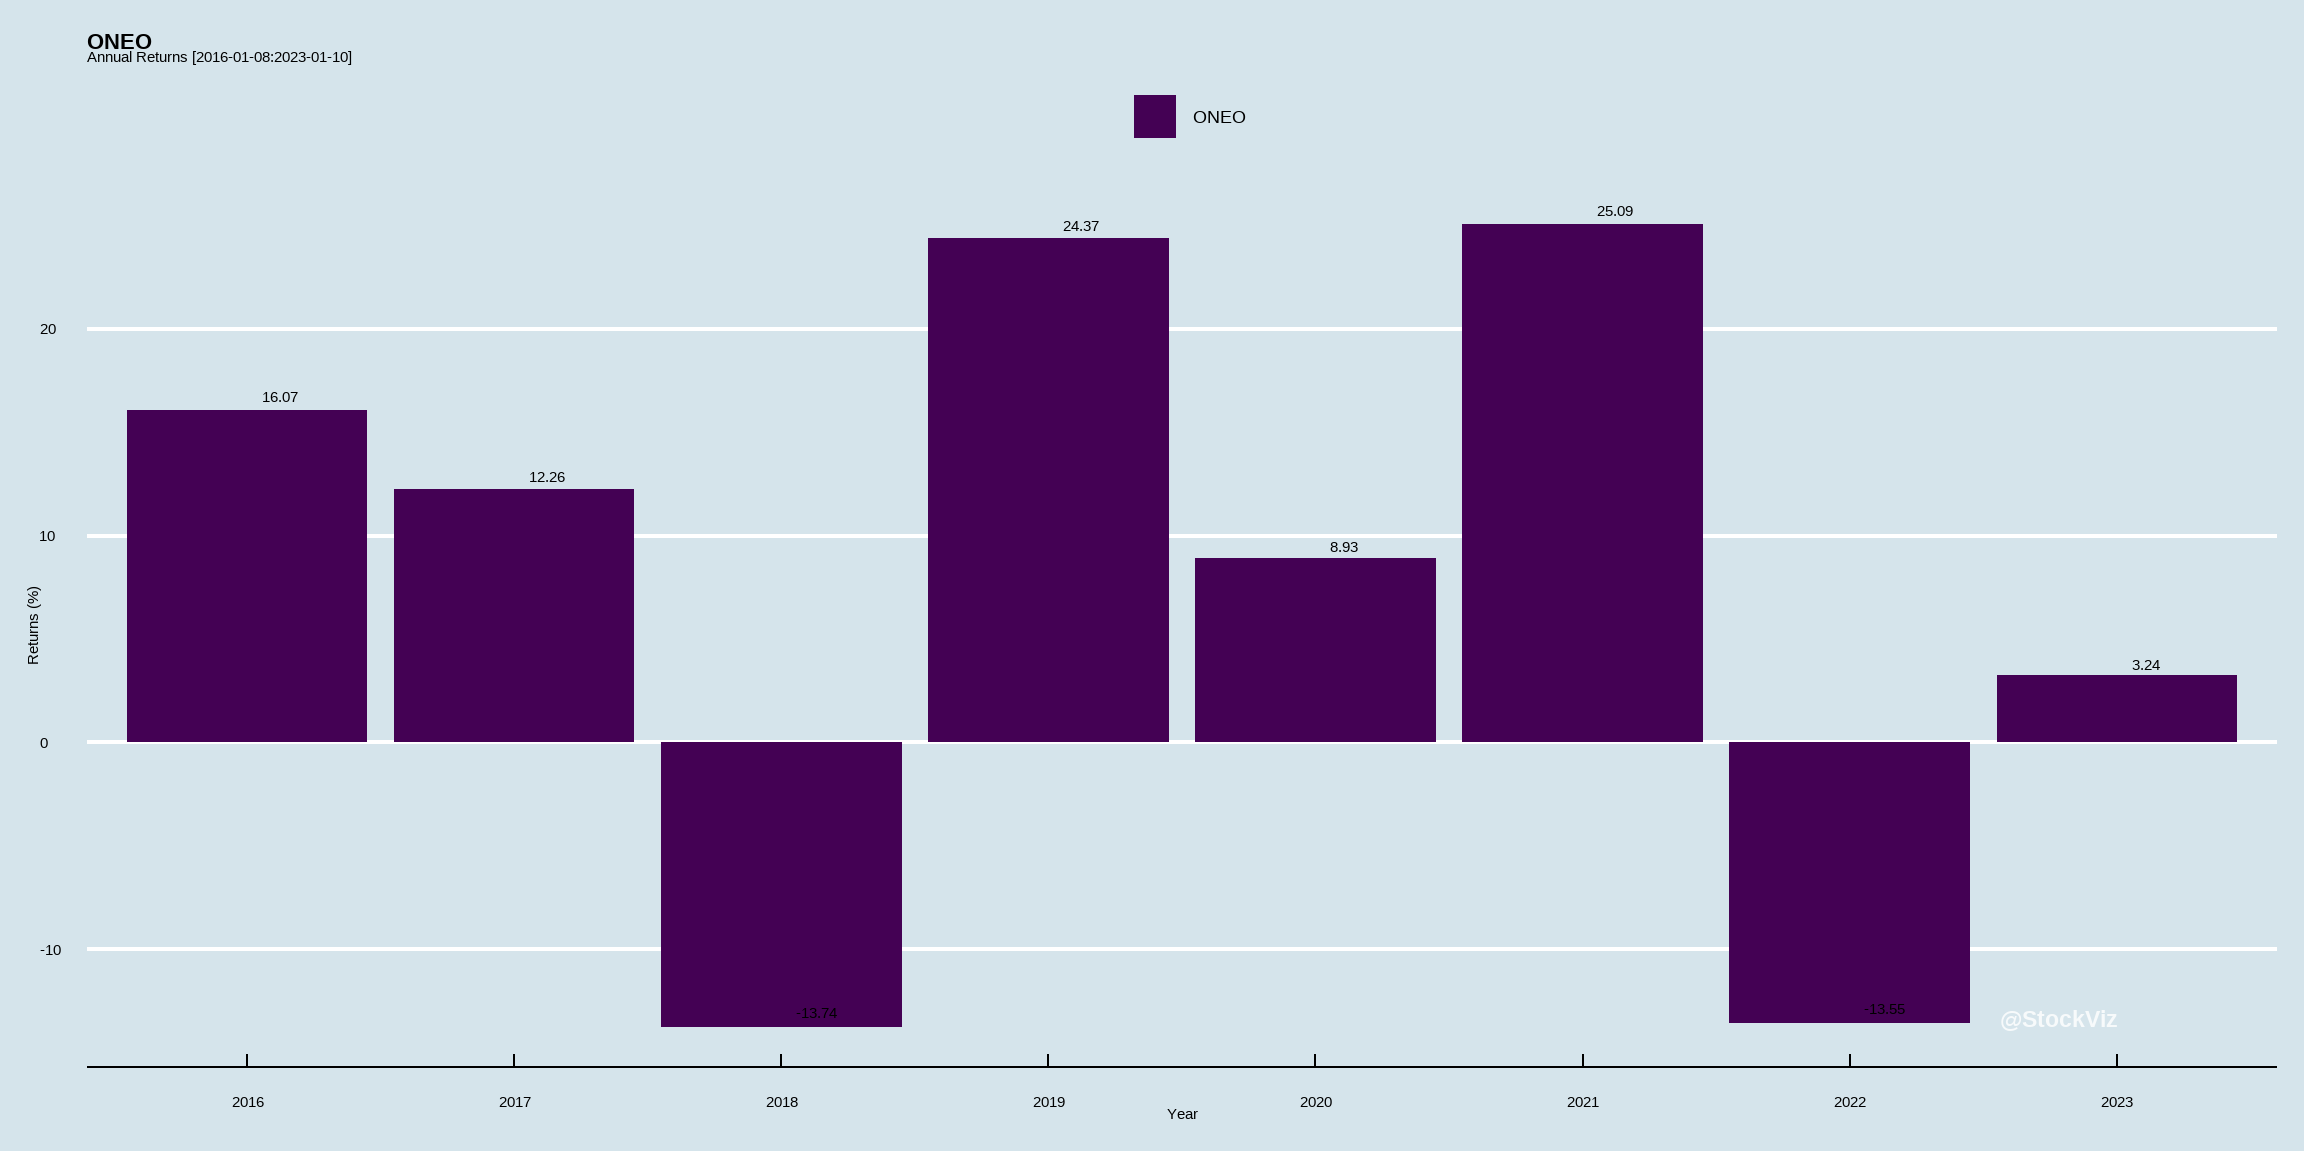 ONEO
Annual Returns [2016-01-08:2023-01-10]
ONEO
25.09
24.37
20
16.07
12.26
10
8.93
Returns (%)
3.24
0
-10
-13.55
-13.74
@StockViz
2016 2017 2018 2019 2020 2021 2022 2023
Year